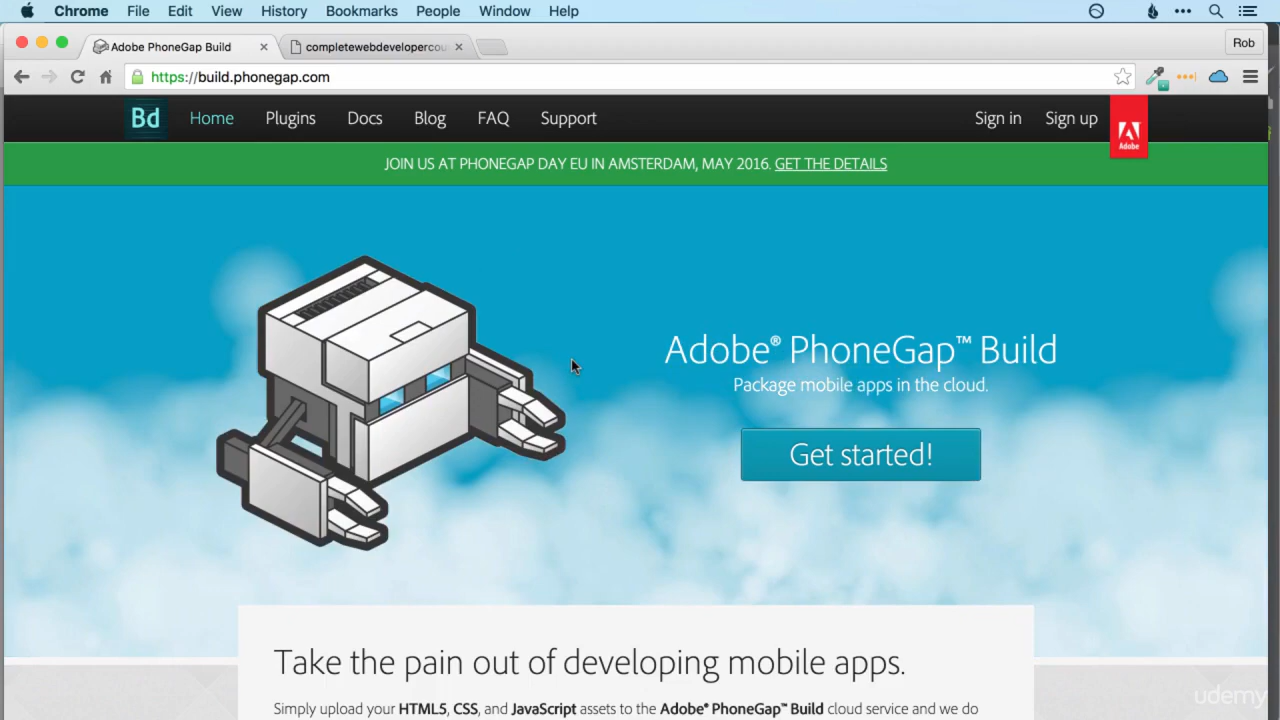 Chrome File Edit View History Bookmarks People Window Help
Adobe PhoneGap Build
completewebdevelopercou
Rob
https://build.phonegap.com
Bd Home Plugins Docs Blog FAQ Support Sign in Sign up
Adobe
JOIN US AT PHONEGAP DAY EU IN AMSTERDAM, MAY 2016. GET THE DETAILS
Adobe® PhoneGap™ Build
Package mobile apps in the cloud.
Get started!
Take the pain out of developing mobile apps.
Simply upload your HTML5, CSS, and JavaScript assets to the Adobe® PhoneGap™ Build cloud service and we do
udemy